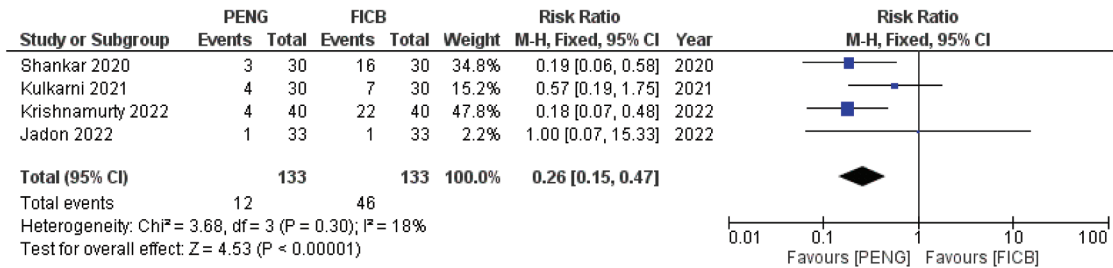 PENG FICB Risk Ratio Risk Ratio
Study or Subgroup Events Total Events Total Weight M-H, Fixed, 95% CI Year M-H, Fixed, 95% CI
Shankar 2020 3 30 16 30 34.8% 0.19 [0.06, 0.58] 2020
Kulkarni 2021 4 30 7 30 15.2% 0.57 [0.19, 1.75] 2021
Krishnamurty 2022 4 40 22 40 47.8% 0.18 [0.07, 0.48] 2022
Jadon 2022 1 33 1 33 2.2% 1.00 [0.07, 15.33] 2022
Total (95% CI) 133 133 100.0% 0.26 [0.15, 0.47]
Total events 12 46
Heterogeneity: Chi² = 3.68, df = 3 (P = 0.30); I² = 18%
Test for overall effect: Z = 4.53 (P < 0.00001)
0.01 0.1 1 10 100
Favours [PENG] Favours [FICB]